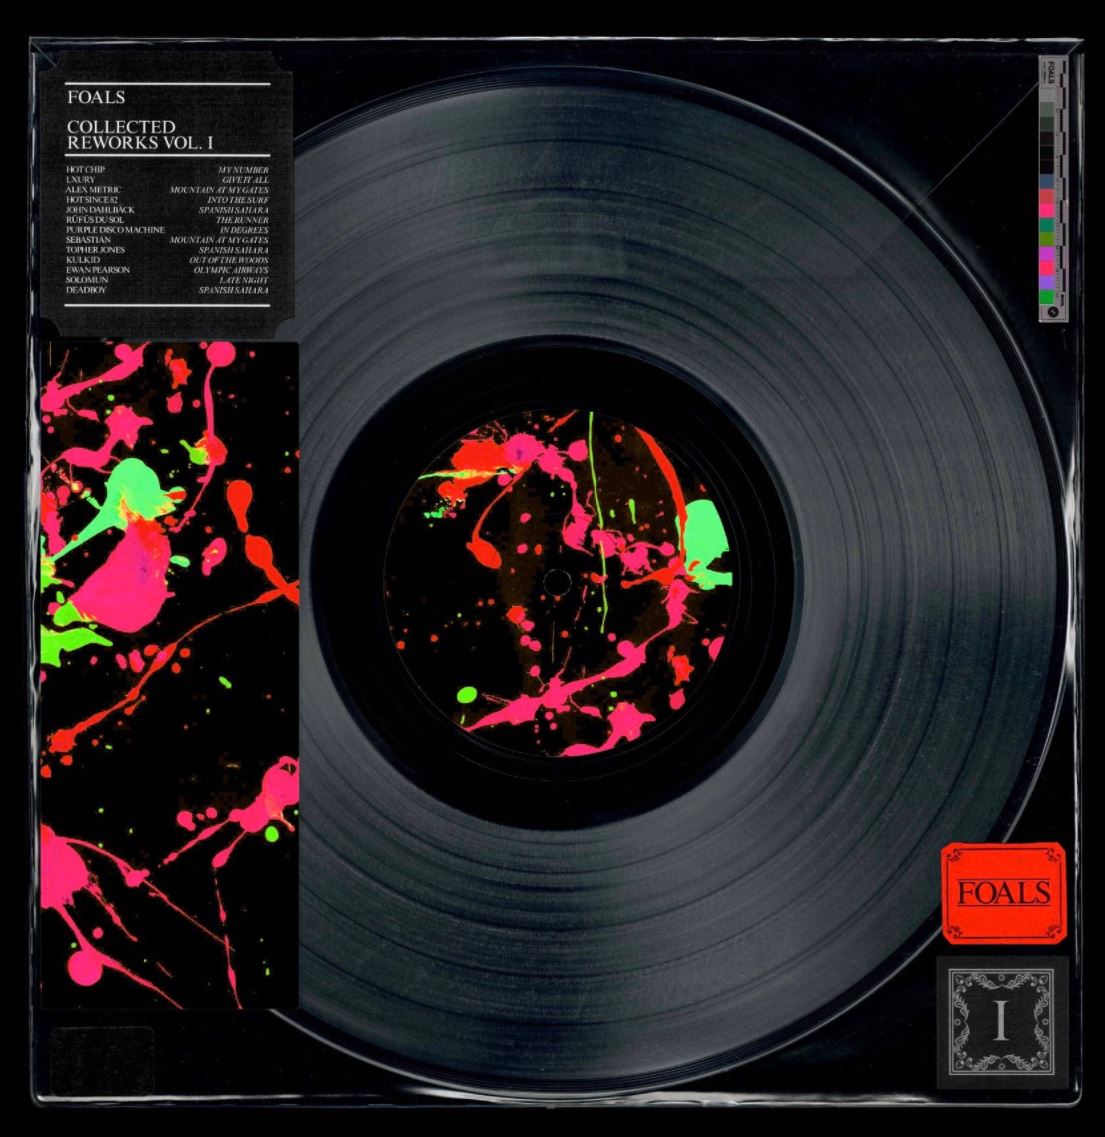 FOALS
COLLECTED
REWORKS VOL. I
HOT CHIP MY NUMBER
LXURY GIVE IT ALL
ALEX METRIC MOUNTAIN AT MY GATES
HOT SINCE 82 INTO THE SURF
JOHN DAHLBÄCK SPANISH SAHARA
RÜFÜS DU SOL THE RUNNER
PURPLE DISCO MACHINE IN DEGREES
SEBASTIAN MOUNTAIN AT MY GATES
TOPHER JONES SPANISH SAHARA
KÜLKID OUT OF THE WOODS
EWAN PEARSON OLYMPIC AIRWAYS
SOLOMUN LATE NIGHT
DEADBOY SPANISH SAHARA
FOALS
FOALS
I